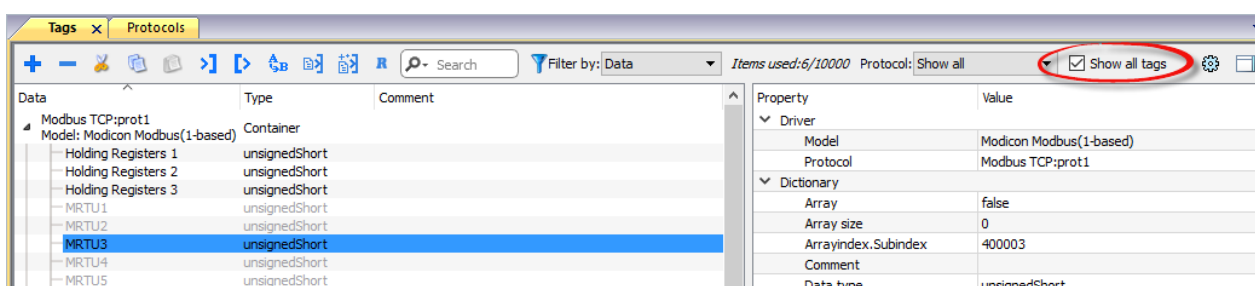 Tags x Protocols
A B R Search Filter by: Data Items used:6/10000 Protocol: Show all Show all tags
Data Type Comment Property Value
Modbus TCP:prot1
Model: Modicon Modbus(1-based) Container
Driver
Model Modicon Modbus(1-based)
Holding Registers 1 unsignedShort
Protocol Modbus TCP:prot1
Holding Registers 2 unsignedShort
Dictionary
Holding Registers 3 unsignedShort
Array false
MRTU1 unsignedShort
Array size 0
MRTU2 unsignedShort
Arrayindex.Subindex 400003
MRTU3 unsignedShort
Comment
MRTU4 unsignedShort
Data type unsignedShort
MRTU5 unsignedShort